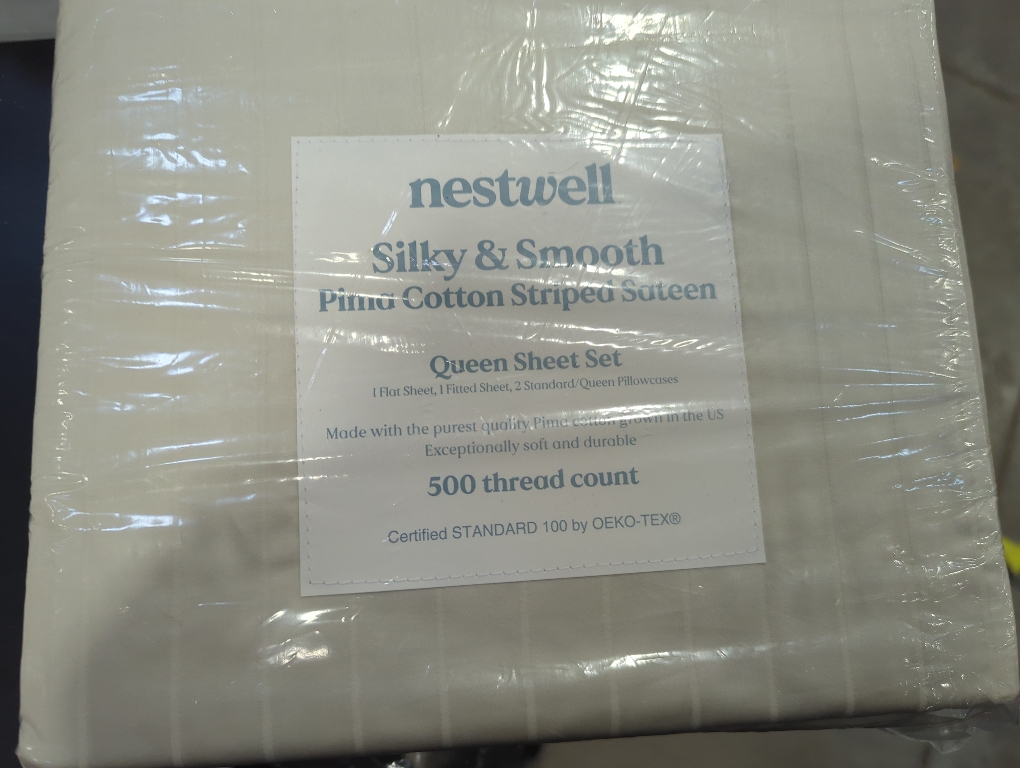 nestwell
Silky & Smooth
Pima Cotton Striped Sateen
Queen Sheet Set
1 Flat Sheet, 1 Fitted Sheet, 2 Standard/Queen Pillowcases
Made with the purest quality Pima cotton grown in the US
Exceptionally soft and durable
500 thread count
Certified STANDARD 100 by OEKO-TEX®